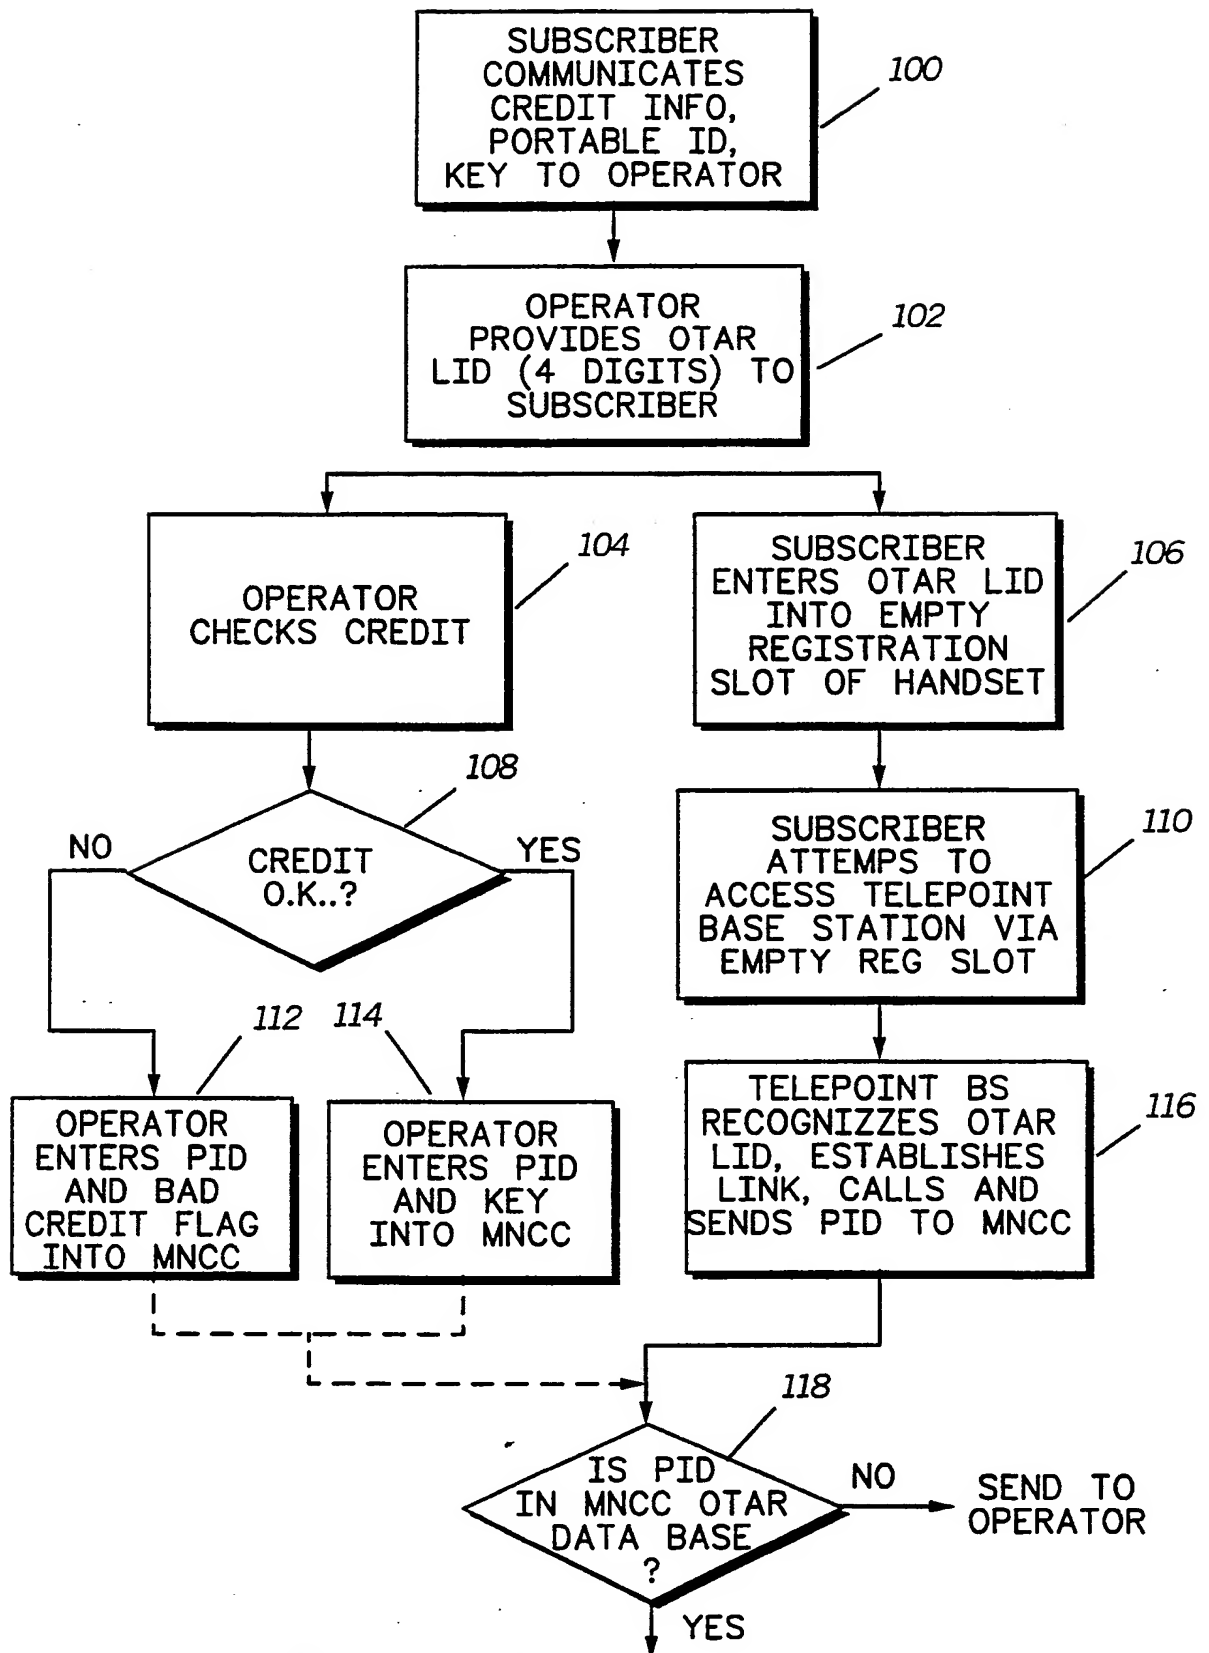 SUBSCRIBER
COMMUNICATES
CREDIT INFO,
PORTABLE ID,
KEY TO OPERATOR
100
OPERATOR
PROVIDES OTAR
LID (4 DIGITS) TO
SUBSCRIBER
102
OPERATOR
CHECKS CREDIT
104
SUBSCRIBER
ENTERS OTAR LID
INTO EMPTY
REGISTRATION
SLOT OF HANDSET
106
CREDIT
O.K..?
108
NO
YES
SUBSCRIBER
ATTEMPS TO
ACCESS TELEPOINT
BASE STATION VIA
EMPTY REG SLOT
110
OPERATOR
ENTERS PID
AND BAD
CREDIT FLAG
INTO MNCC
112
OPERATOR
ENTERS PID
AND KEY
INTO MNCC
114
TELEPOINT BS
RECOGNIZZES OTAR
LID, ESTABLISHES
LINK, CALLS AND
SENDS PID TO MNCC
116
IS PID
IN MNCC OTAR
DATA BASE
?
118
NO
SEND TO
OPERATOR
YES